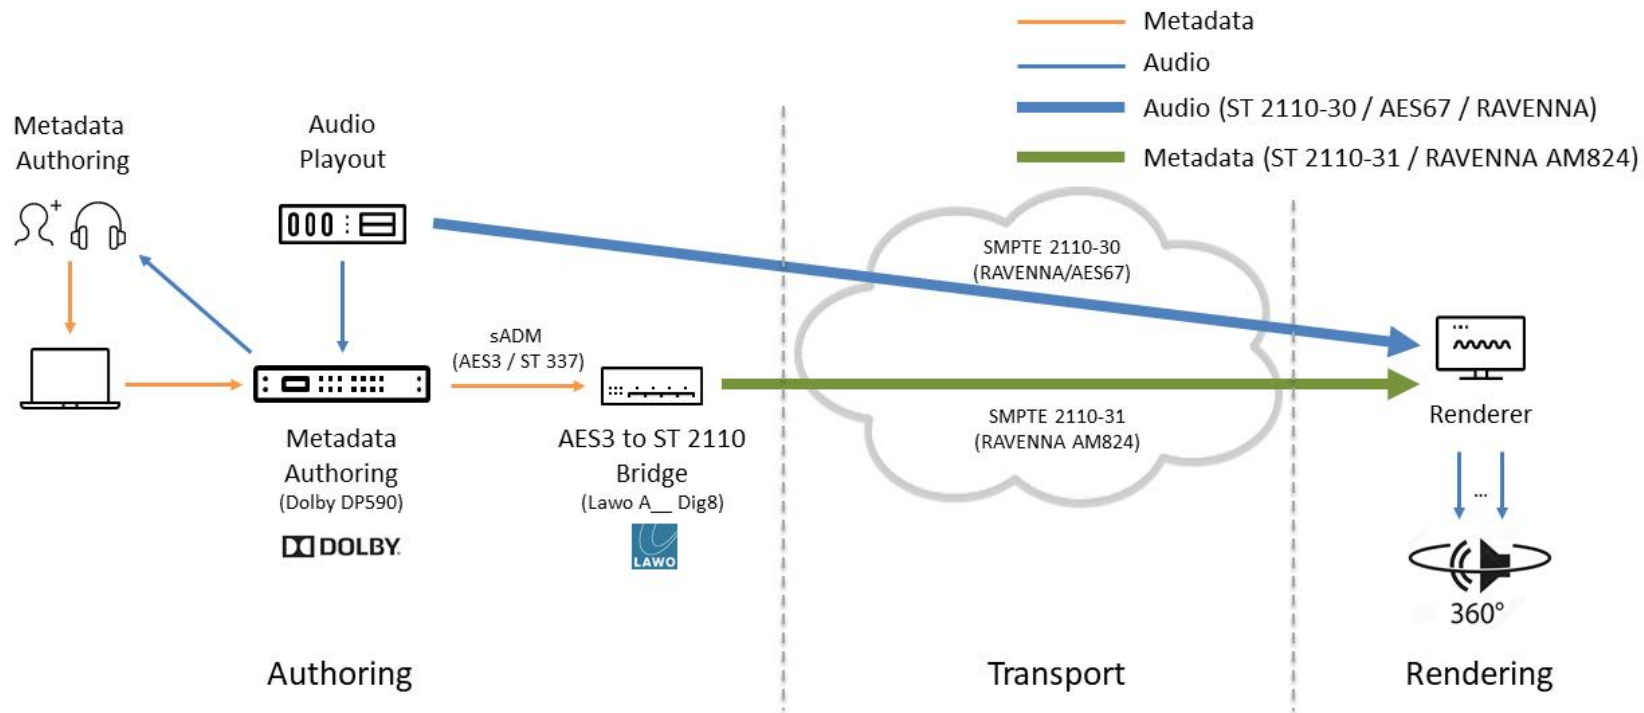 Metadata
Audio
Audio (ST 2110-30 / AES67 / RAVENNA)
Metadata (ST 2110-31 / RAVENNA AM824)
Metadata
Authoring
Audio
Playout
sADM
(AES3 / ST 337)
Metadata
Authoring
(Dolby DP590)
DOLBY.
AES3 to ST 2110
Bridge
(Lawo A__ Dig8)
LAWO
SMPTE 2110-30
(RAVENNA/AES67)
SMPTE 2110-31
(RAVENNA AM824)
Renderer
...
360°
Authoring
Transport
Rendering